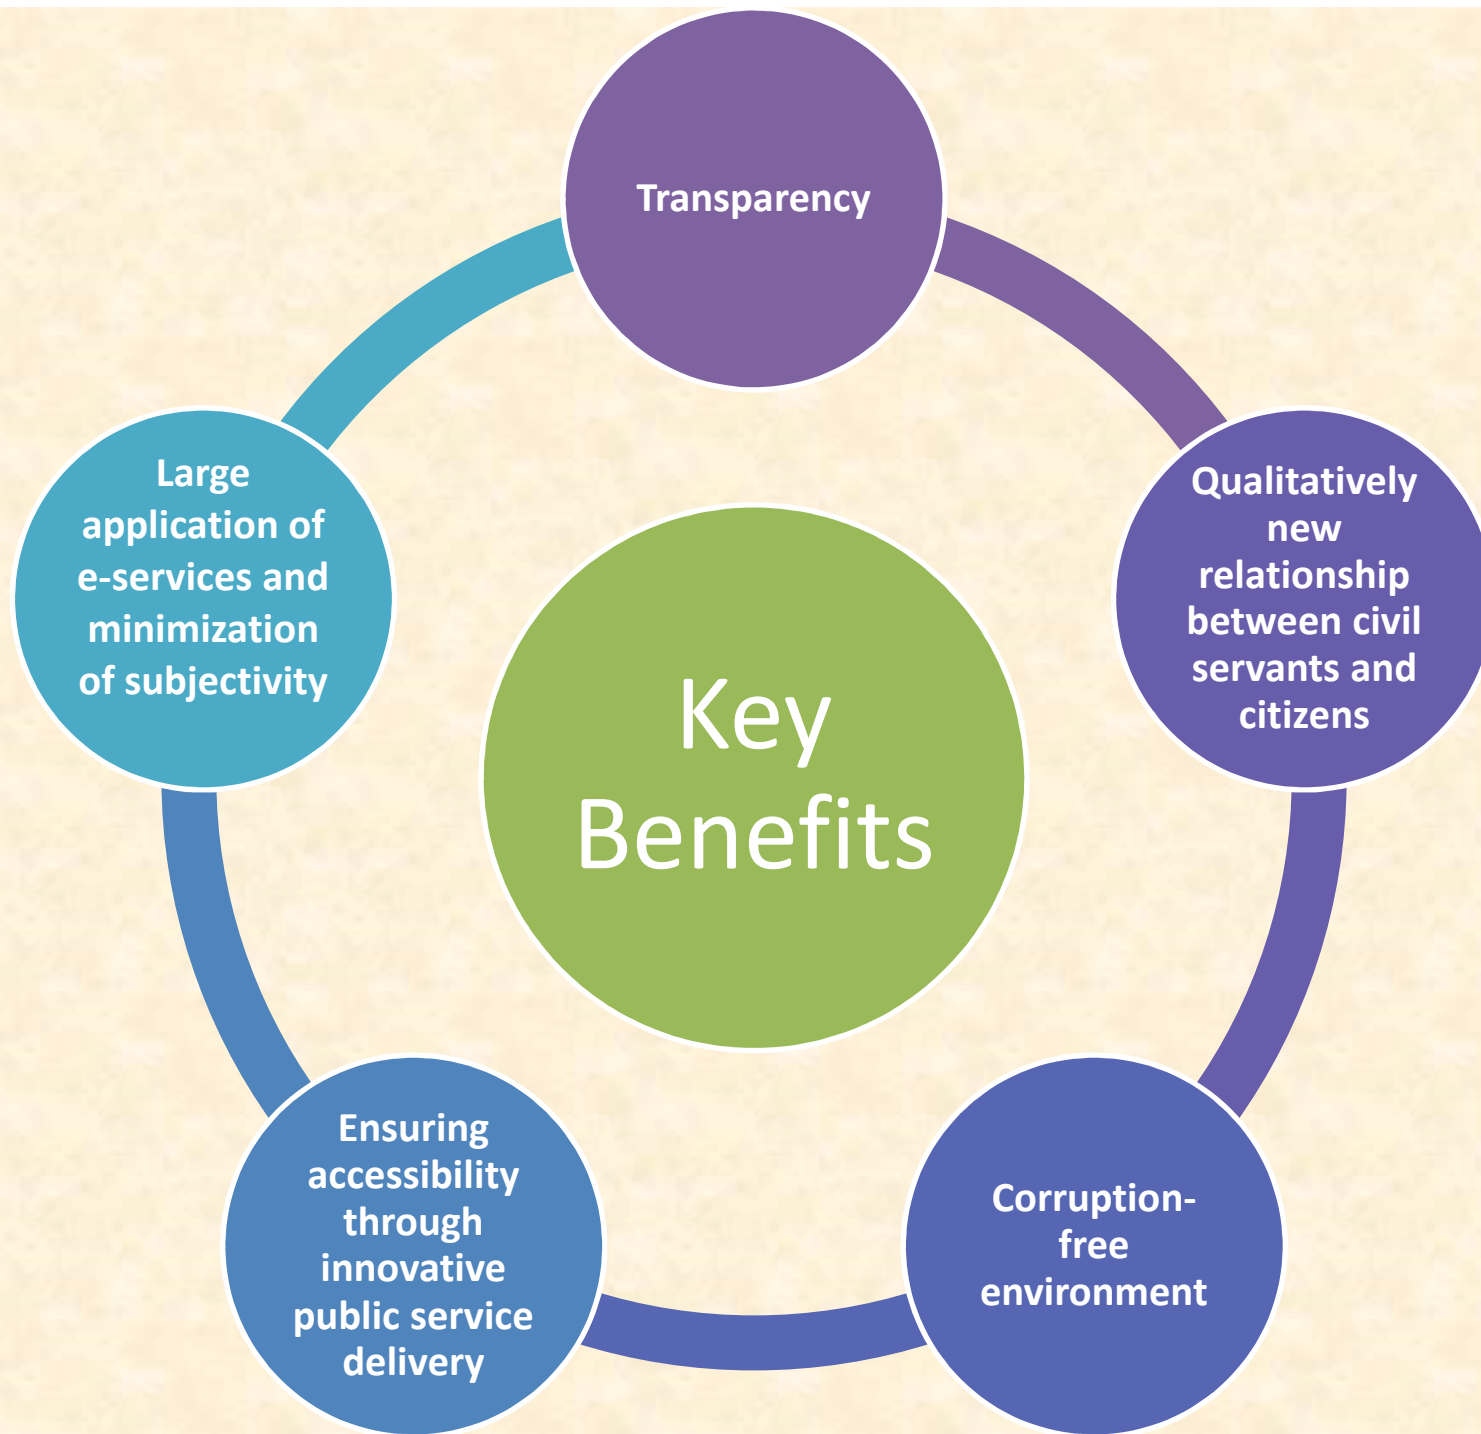 Transparency
Qualitatively
new
relationship
between civil
servants and
citizens
Corruption-
free
environment
Ensuring
accessibility
through
innovative
public service
delivery
Large
application of
e-services and
minimization
of subjectivity
Key
Benefits